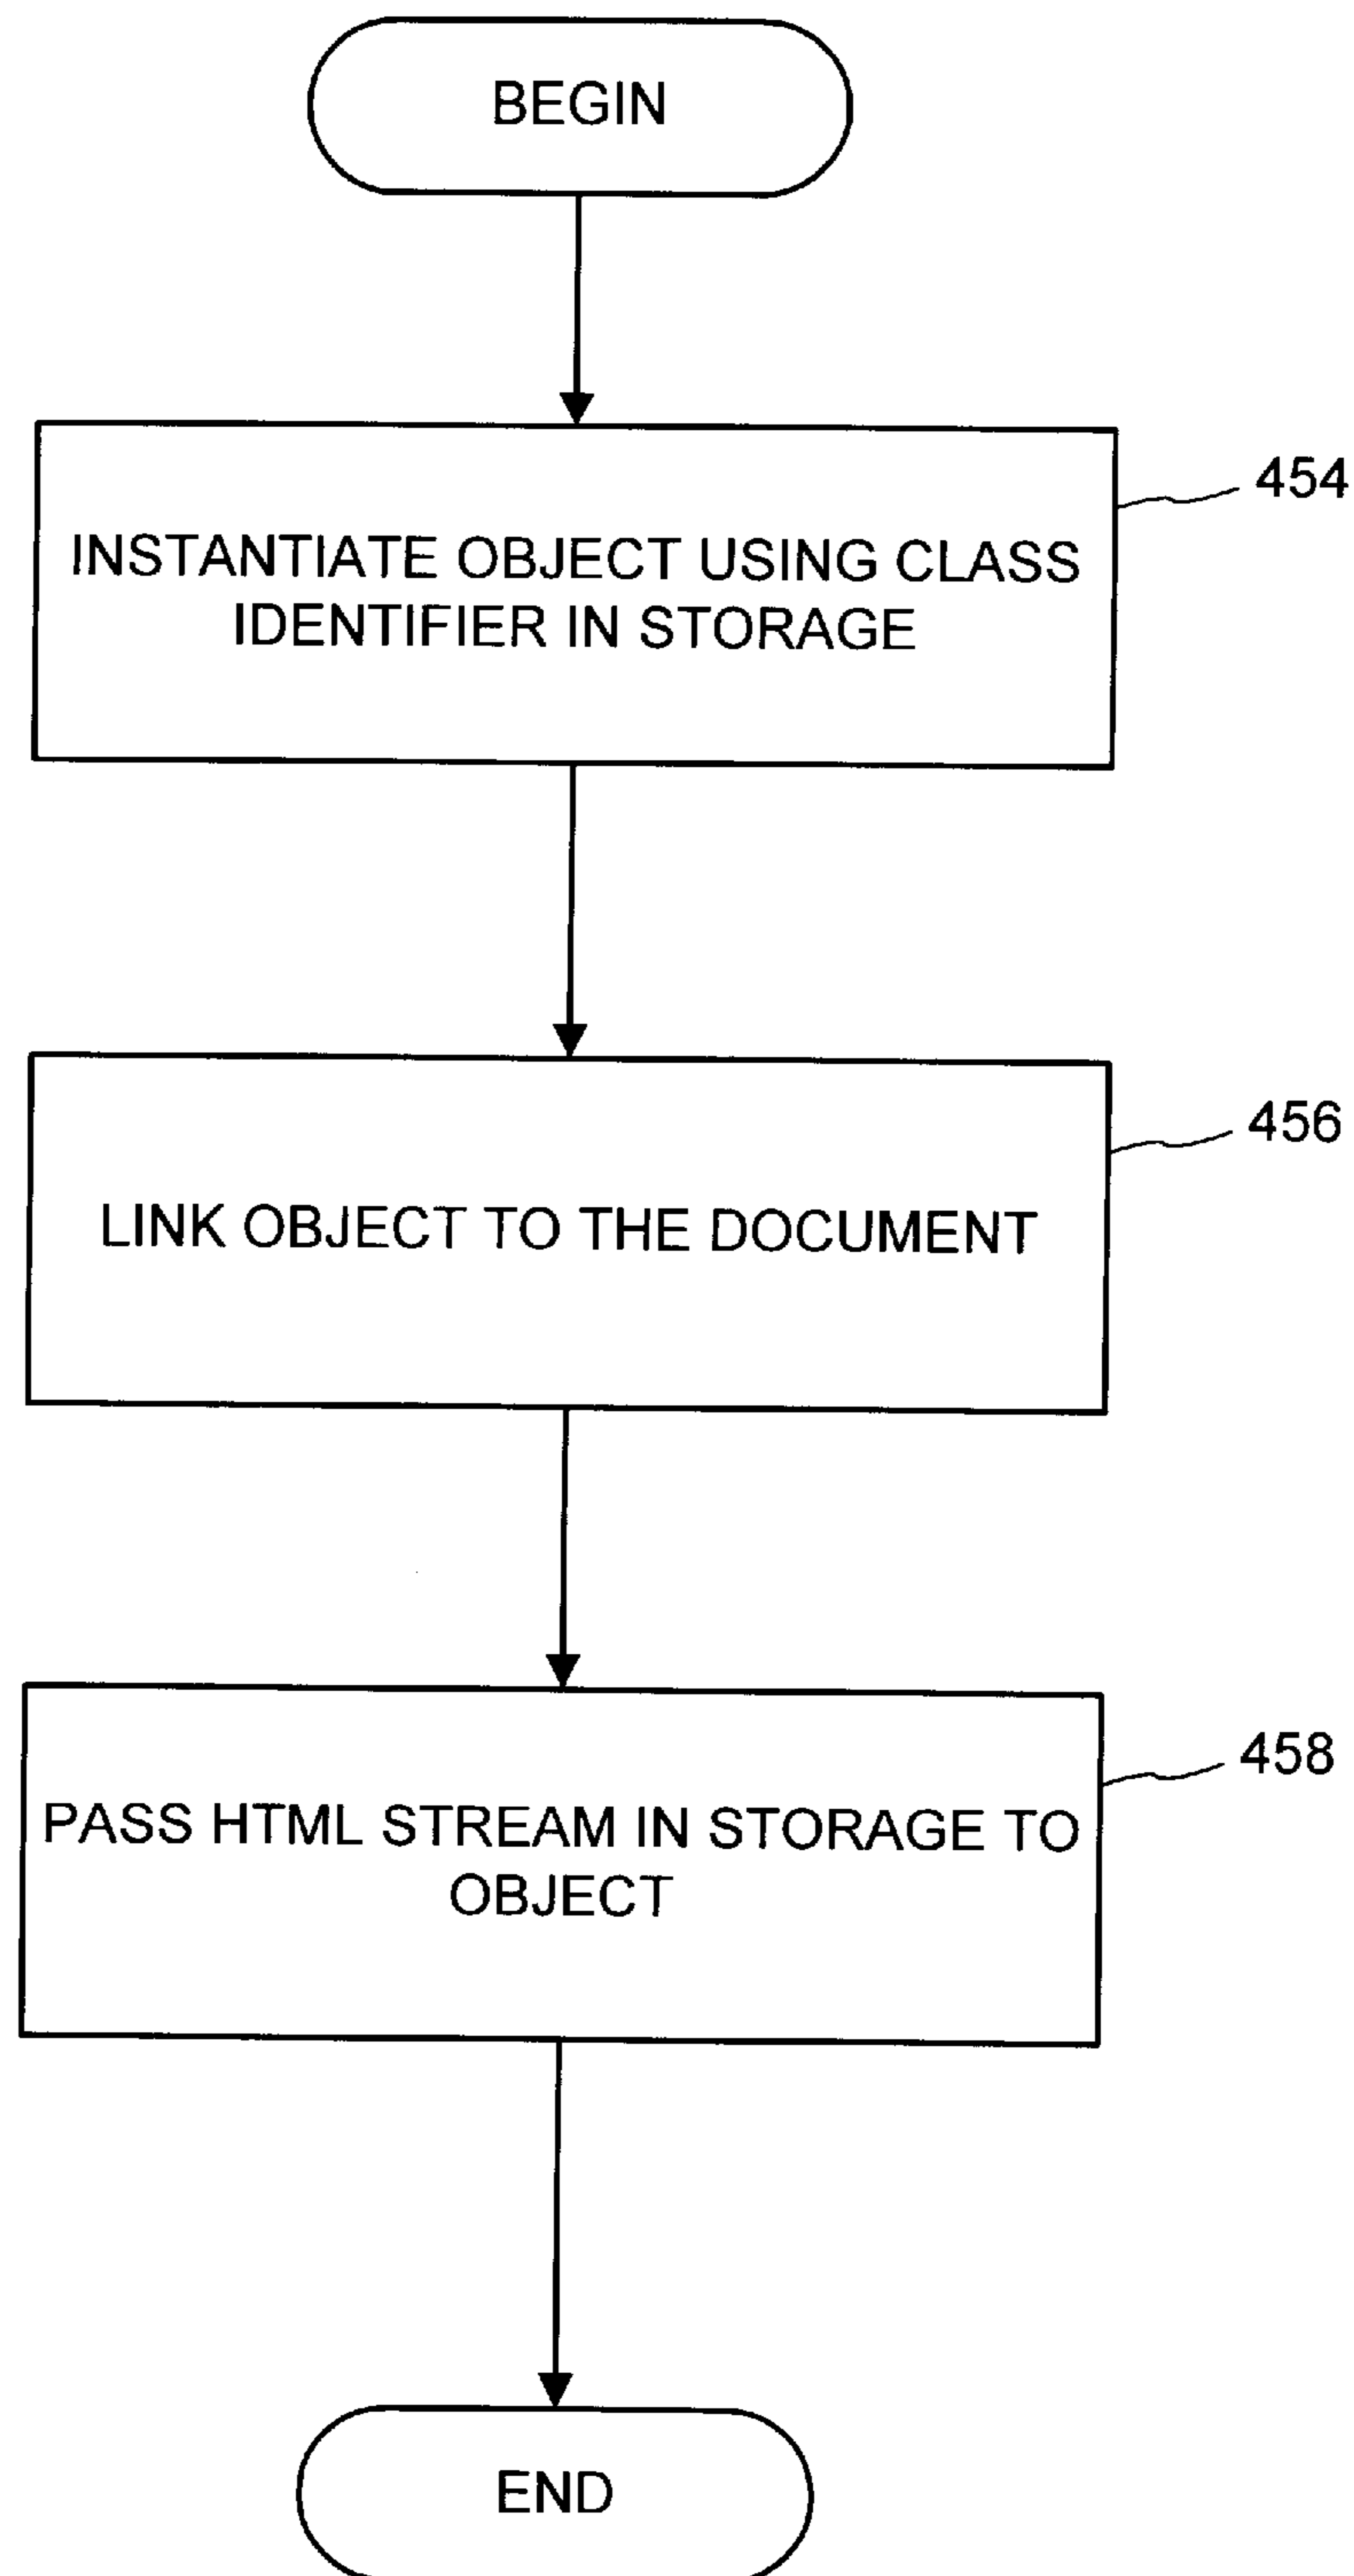 BEGIN
454
INSTANTIATE OBJECT USING CLASS
IDENTIFIER IN STORAGE
456
LINK OBJECT TO THE DOCUMENT
458
PASS HTML STREAM IN STORAGE TO
OBJECT
END